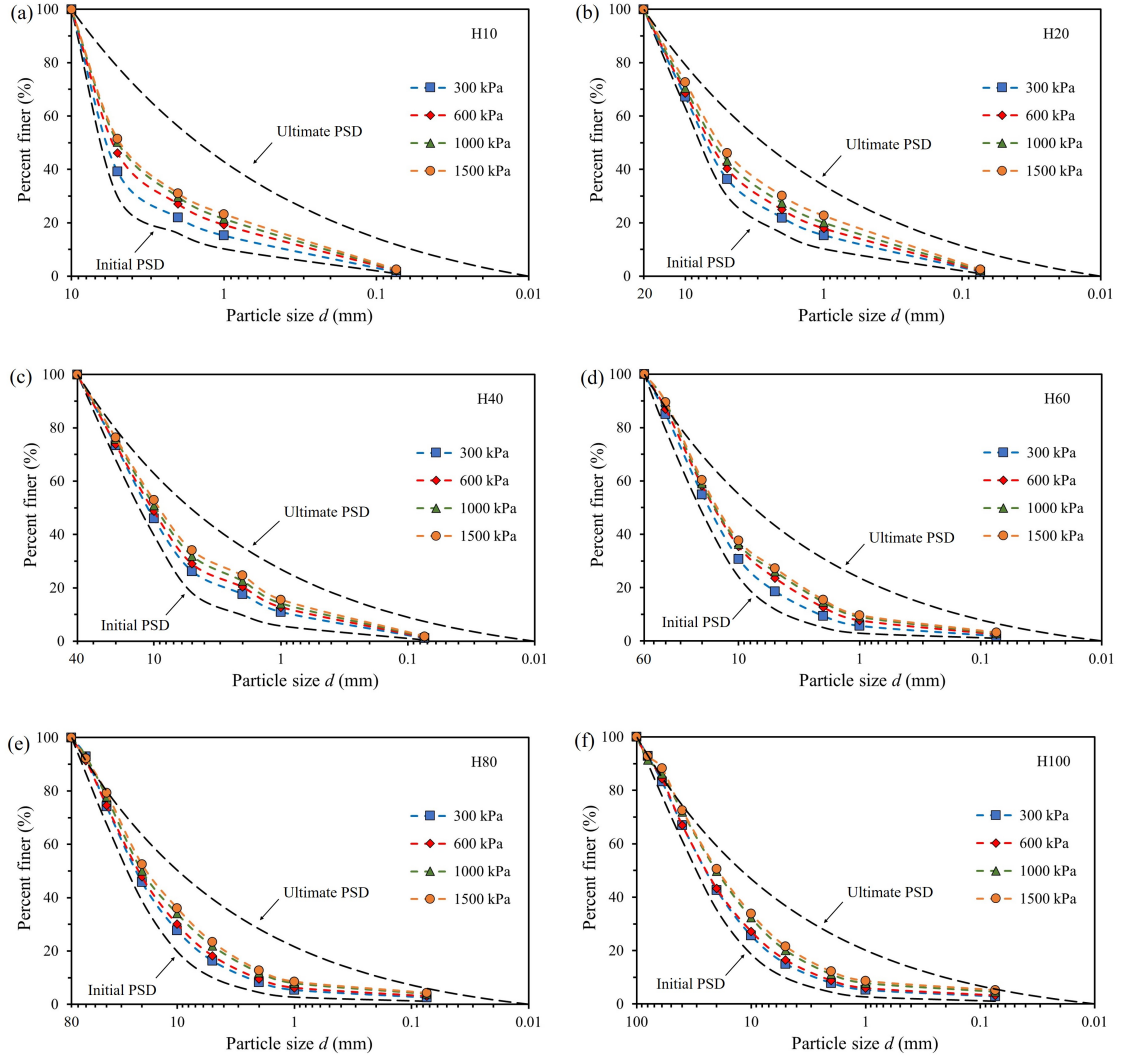 (a)
H10
Percent finer (%)
100
80
60
40
20
0
300 kPa
600 kPa
1000 kPa
1500 kPa
Ultimate PSD
Initial PSD
10
1
0.1
0.01
Particle size d (mm)
(b)
H20
Percent finer (%)
100
80
60
40
20
0
300 kPa
600 kPa
1000 kPa
1500 kPa
Ultimate PSD
Initial PSD
20
10
1
0.1
0.01
Particle size d (mm)
(c)
H40
Percent finer (%)
100
80
60
40
20
0
300 kPa
600 kPa
1000 kPa
1500 kPa
Ultimate PSD
Initial PSD
40
10
1
0.1
0.01
Particle size d (mm)
(d)
H60
Percent finer (%)
100
80
60
40
20
0
300 kPa
600 kPa
1000 kPa
1500 kPa
Ultimate PSD
Initial PSD
60
10
1
0.1
0.01
Particle size d (mm)
(e)
H80
Percent finer (%)
100
80
60
40
20
0
300 kPa
600 kPa
1000 kPa
1500 kPa
Ultimate PSD
Initial PSD
80
10
1
0.1
0.01
Particle size d (mm)
(f)
H100
Percent finer (%)
100
80
60
40
20
0
300 kPa
600 kPa
1000 kPa
1500 kPa
Ultimate PSD
Initial PSD
100
10
1
0.1
0.01
Particle size d (mm)